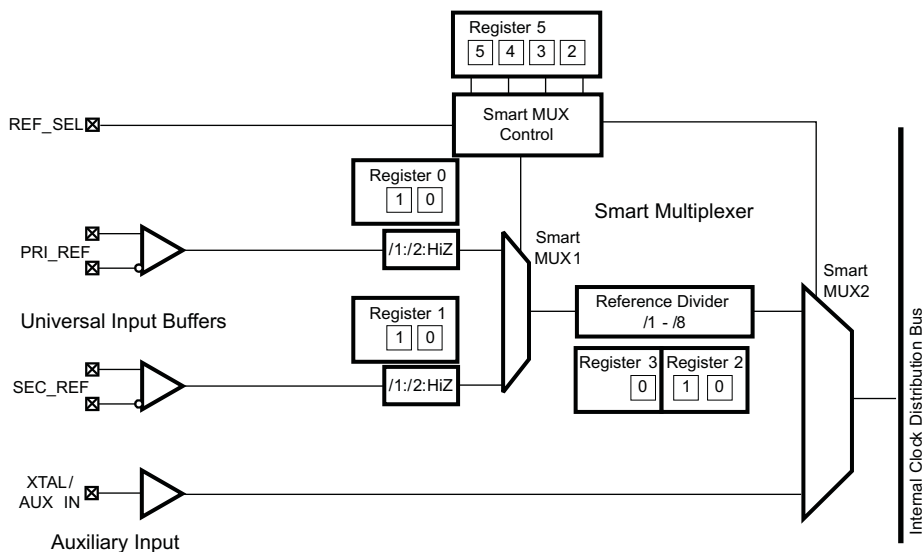 Register 5
5 4 3 2
REF_SEL
Smart MUX
Control
Register 0
1 0
Smart Multiplexer
PRI_REF
/1:/2:HiZ
Smart
MUX1
Smart
MUX2
Universal Input Buffers
Register 1
1 0
Reference Divider
/1 - /8
Register 3
0
Register 2
1 0
SEC_REF
/1:/2:HiZ
XTAL/
AUX IN
Auxiliary Input
Internal Clock Distribution Bus